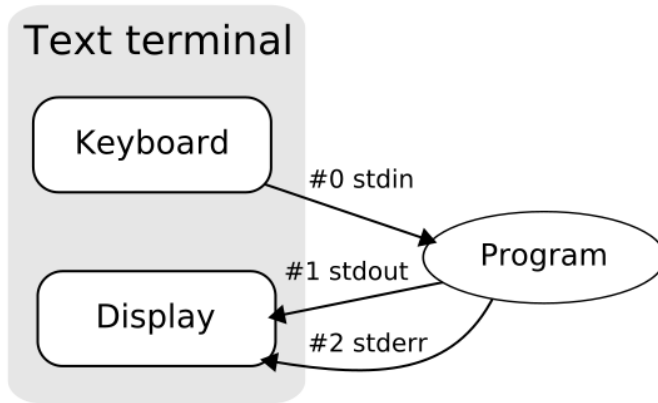 Text terminal
Keyboard
#0 stdin
Program
#1 stdout
Display
#2 stderr